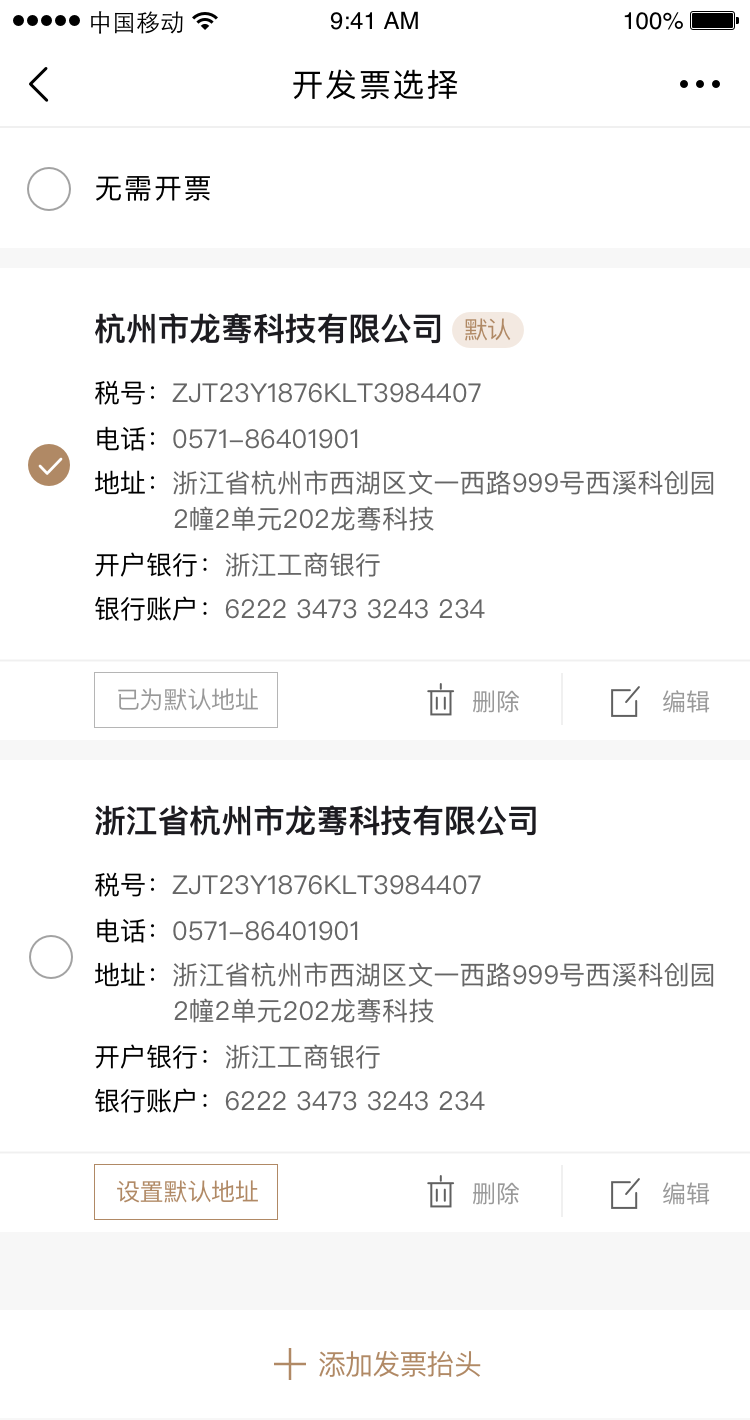 中国移动 9:41 AM 100%
开发票选择
无需开票
杭州市龙骞科技有限公司 默认
税号：ZJT23Y1876KLT3984407
电话：0571-86401901
地址：浙江省杭州市西湖区文一西路999号西溪科创园
2幢2单元202龙骞科技
开户银行：浙江工商银行
银行账户：6222 3473 3243 234
已为默认地址 删除 编辑
浙江省杭州市龙骞科技有限公司
税号：ZJT23Y1876KLT3984407
电话：0571-86401901
地址：浙江省杭州市西湖区文一西路999号西溪科创园
2幢2单元202龙骞科技
开户银行：浙江工商银行
银行账户：6222 3473 3243 234
设置默认地址 删除 编辑
添加发票抬头